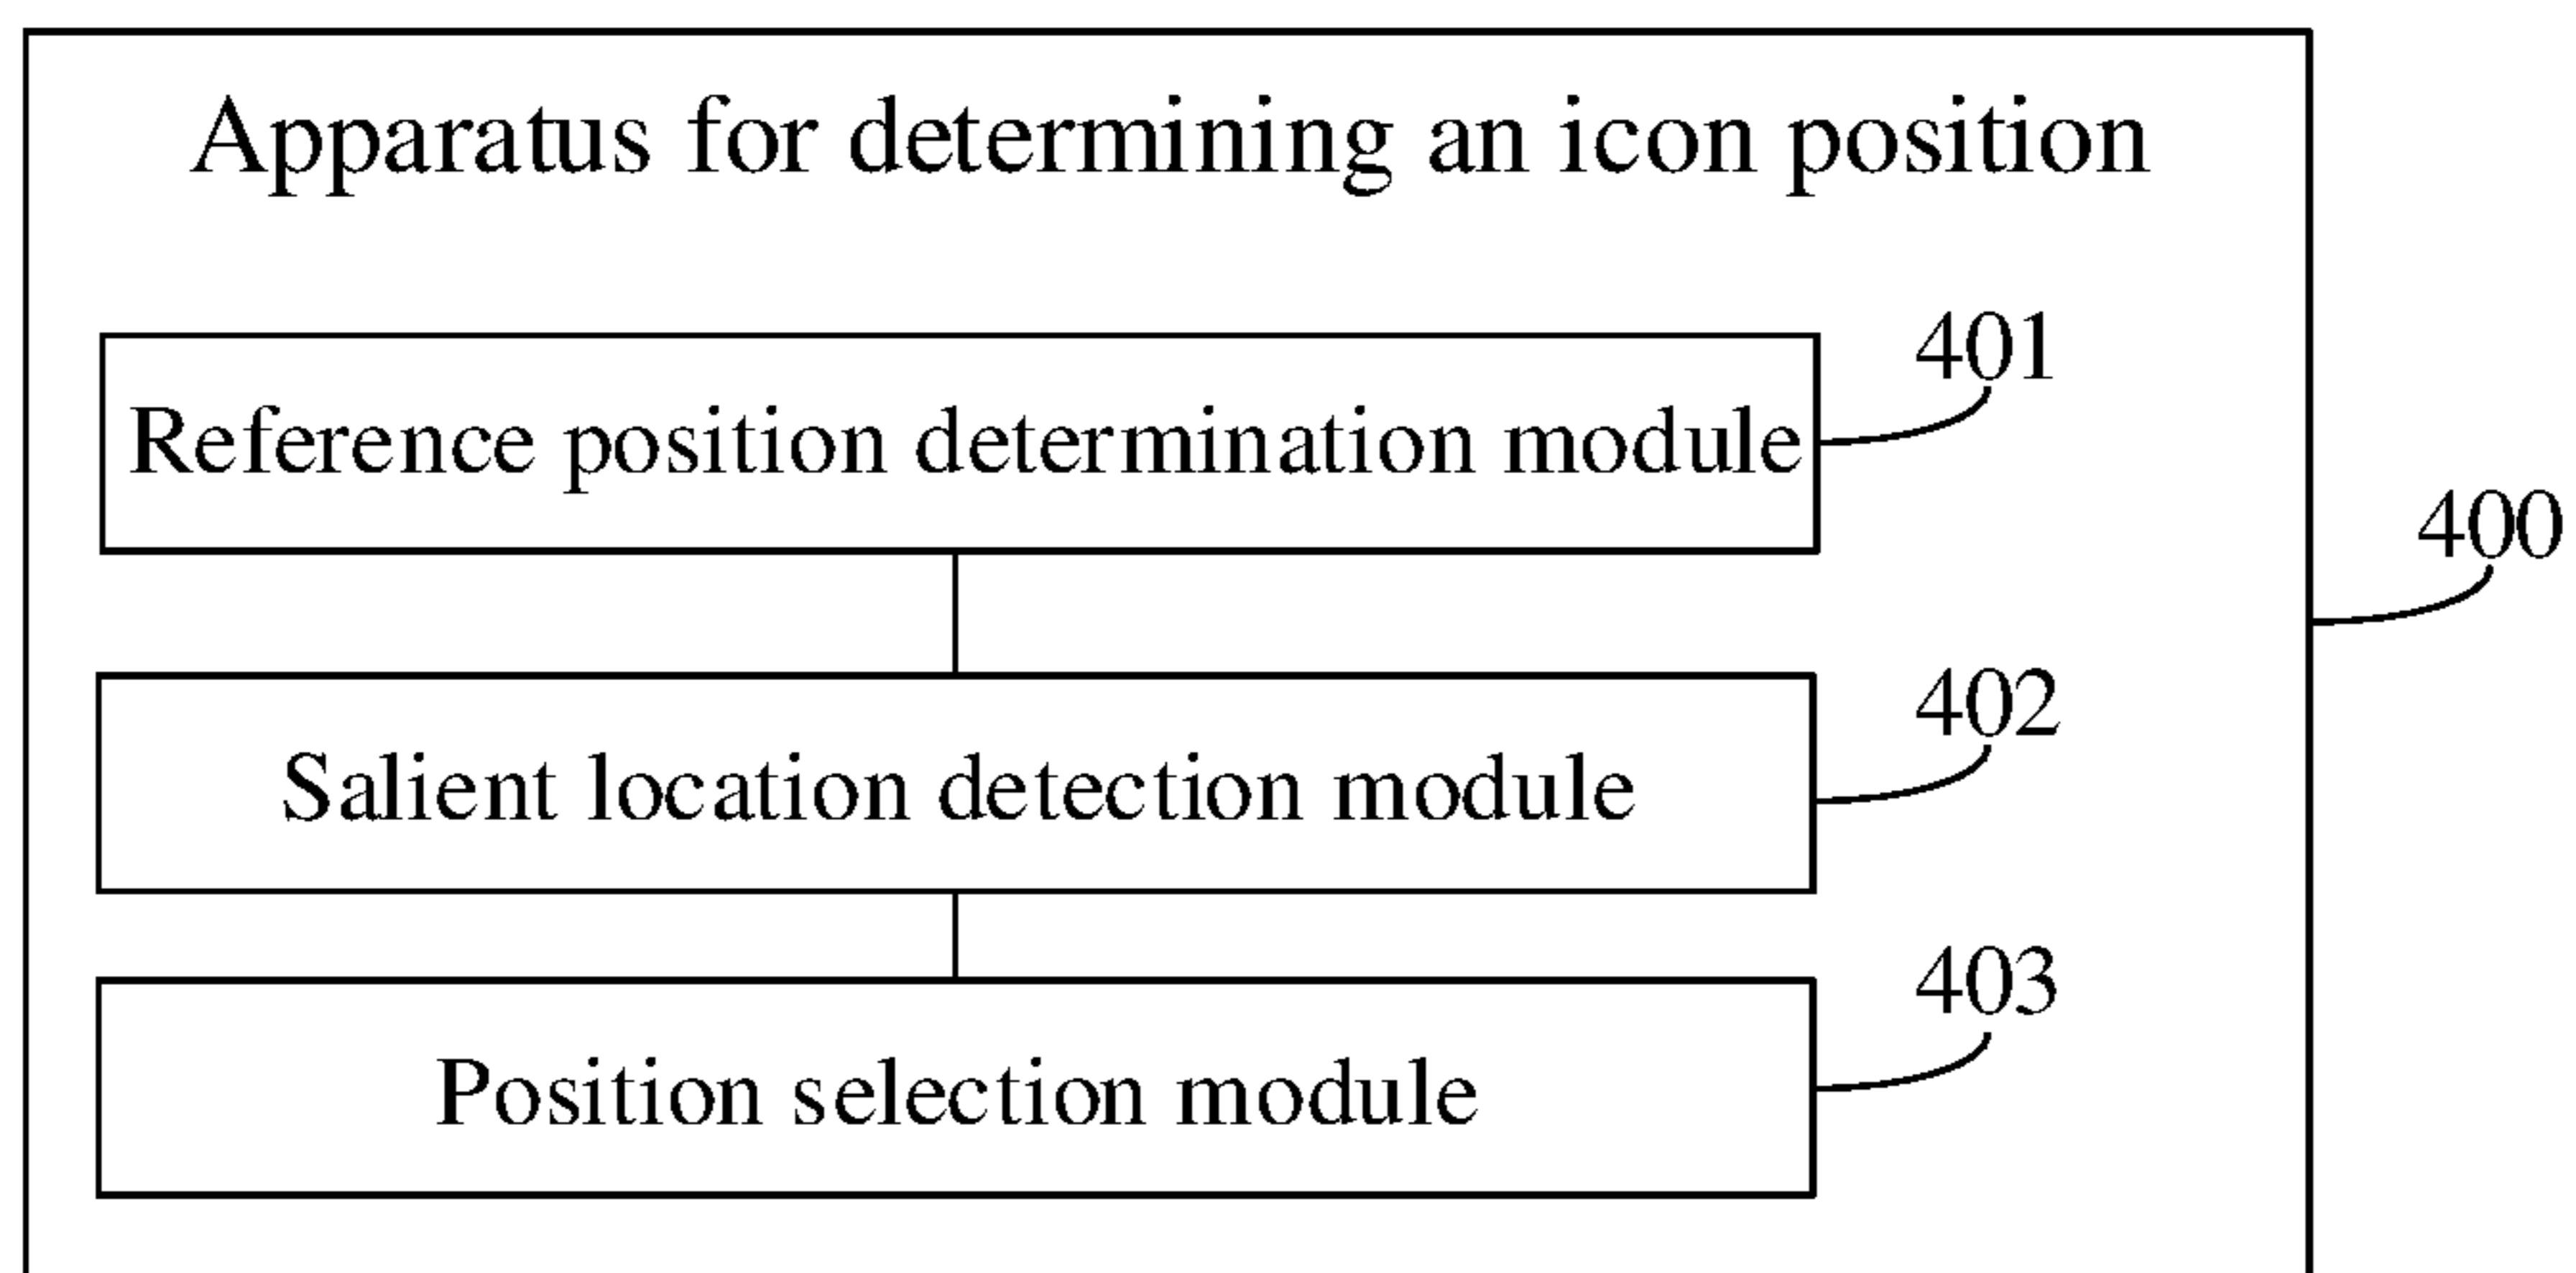 Apparatus for determining an icon position
401
Reference position determination module
400
402
Salient location detection module
403
Position selection module